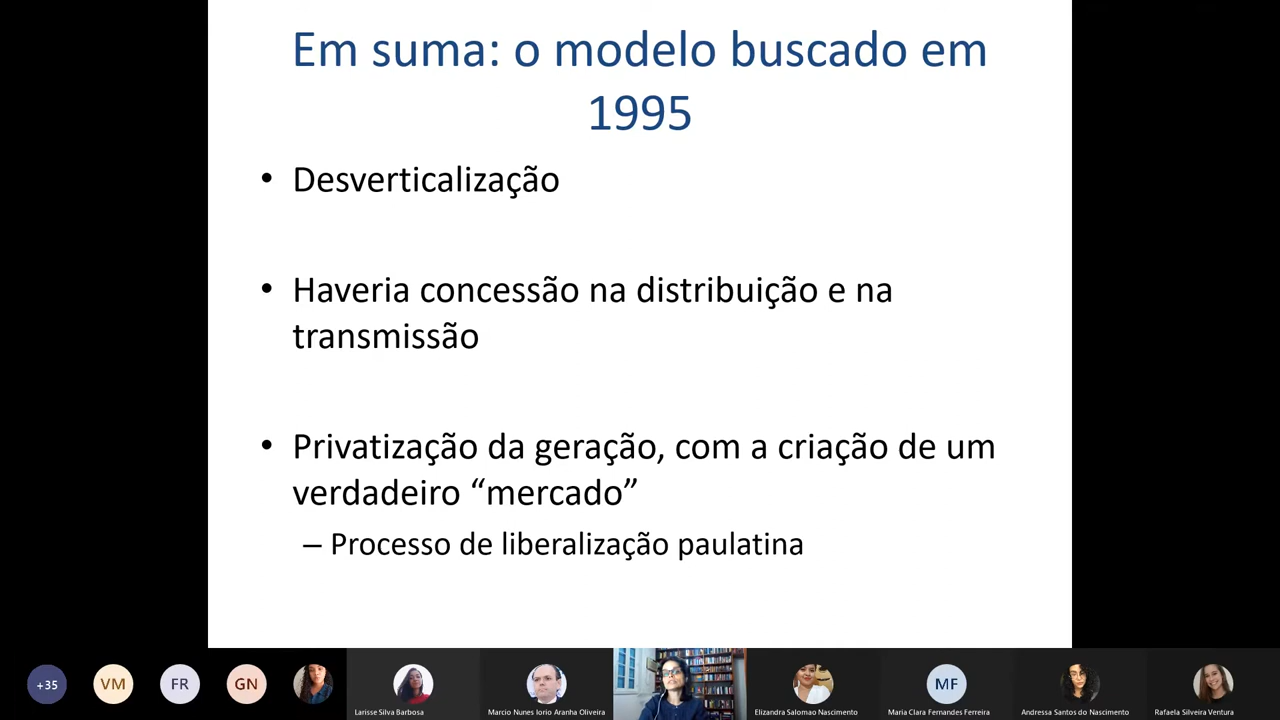 Em suma: o modelo buscado em
1995
• Desverticalização
• Haveria concessão na distribuição e na
transmissão
• Privatização da geração, com a criação de um
verdadeiro “mercado”
– Processo de liberalização paulatina
+35
VM
FR
GN
MF
Larisse Silva Barbosa
Marcio Nunes Iorio Aranha Oliveira
Elizandra Salomao Nascimento
Maria Clara Fernandes Ferreira
Andressa Santos do Nascimento
Rafaela Silveira Ventura